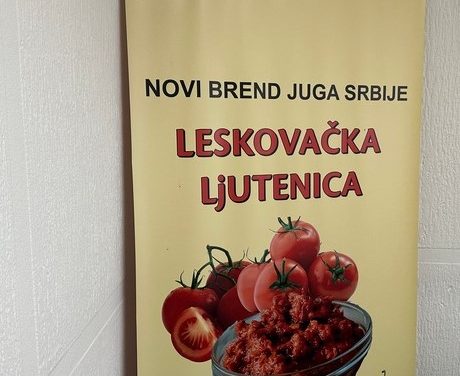 NOVI BREND JUGA SRBIJE
LESKOVAČKA
LjUTENICA